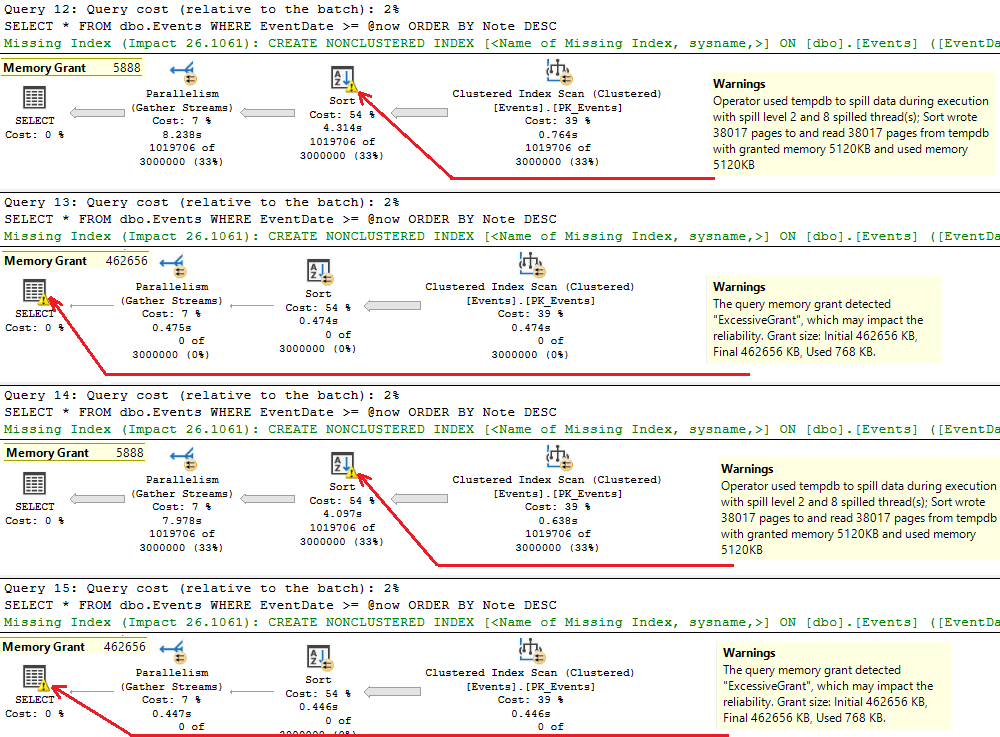 Query 12: Query cost (relative to the batch): 2%
SELECT * FROM dbo.Events WHERE EventDate >= @now ORDER BY Note DESC
Missing Index (Impact 26.1061): CREATE NONCLUSTERED INDEX [<Name of Missing Index, sysname,>] ON [dbo].[Events] ([EventDa
Memory Grant 5888
SELECT
Cost: 0 %
Parallelism
(Gather Streams)
Cost: 7 %
8.238s
1019706 of
3000000 (33%)
Sort
Cost: 54 %
4.314s
1019706 of
3000000 (33%)
Clustered Index Scan (Clustered)
[Events].[PK_Events]
Cost: 39 %
0.764s
1019706 of
3000000 (33%)
Warnings
Operator used tempdb to spill data during execution
with spill level 2 and 8 spilled thread(s); Sort wrote
38017 pages to and read 38017 pages from tempdb
with granted memory 5120KB and used memory
5120KB
Query 13: Query cost (relative to the batch): 2%
SELECT * FROM dbo.Events WHERE EventDate >= @now ORDER BY Note DESC
Missing Index (Impact 26.1061): CREATE NONCLUSTERED INDEX [<Name of Missing Index, sysname,>] ON [dbo].[Events] ([EventDa
Memory Grant 462656
SELECT
Cost: 0 %
Parallelism
(Gather Streams)
Cost: 7 %
0.475s
0 of
3000000 (0%)
Sort
Cost: 54 %
0.474s
0 of
3000000 (0%)
Clustered Index Scan (Clustered)
[Events].[PK_Events]
Cost: 39 %
0.474s
0 of
3000000 (0%)
Warnings
The query memory grant detected
"ExcessiveGrant", which may impact the
reliability. Grant size: Initial 462656 KB,
Final 462656 KB, Used 768 KB.
Query 14: Query cost (relative to the batch): 2%
SELECT * FROM dbo.Events WHERE EventDate >= @now ORDER BY Note DESC
Missing Index (Impact 26.1061): CREATE NONCLUSTERED INDEX [<Name of Missing Index, sysname,>] ON [dbo].[Events] ([EventDa
Memory Grant 5888
SELECT
Cost: 0 %
Parallelism
(Gather Streams)
Cost: 7 %
7.978s
1019706 of
3000000 (33%)
Sort
Cost: 54 %
4.097s
1019706 of
3000000 (33%)
Clustered Index Scan (Clustered)
[Events].[PK_Events]
Cost: 39 %
0.638s
1019706 of
3000000 (33%)
Warnings
Operator used tempdb to spill data during execution
with spill level 2 and 8 spilled thread(s); Sort wrote
38017 pages to and read 38017 pages from tempdb
with granted memory 5120KB and used memory
5120KB
Query 15: Query cost (relative to the batch): 2%
SELECT * FROM dbo.Events WHERE EventDate >= @now ORDER BY Note DESC
Missing Index (Impact 26.1061): CREATE NONCLUSTERED INDEX [<Name of Missing Index, sysname,>] ON [dbo].[Events] ([EventDa
Memory Grant 462656
SELECT
Cost: 0 %
Parallelism
(Gather Streams)
Cost: 7 %
0.447s
0 of
Sort
Cost: 54 %
0.446s
0 of
Clustered Index Scan (Clustered)
[Events].[PK_Events]
Cost: 39 %
0.446s
0 of
Warnings
The query memory grant detected
"ExcessiveGrant", which may impact the
reliability. Grant size: Initial 462656 KB,
Final 462656 KB, Used 768 KB.